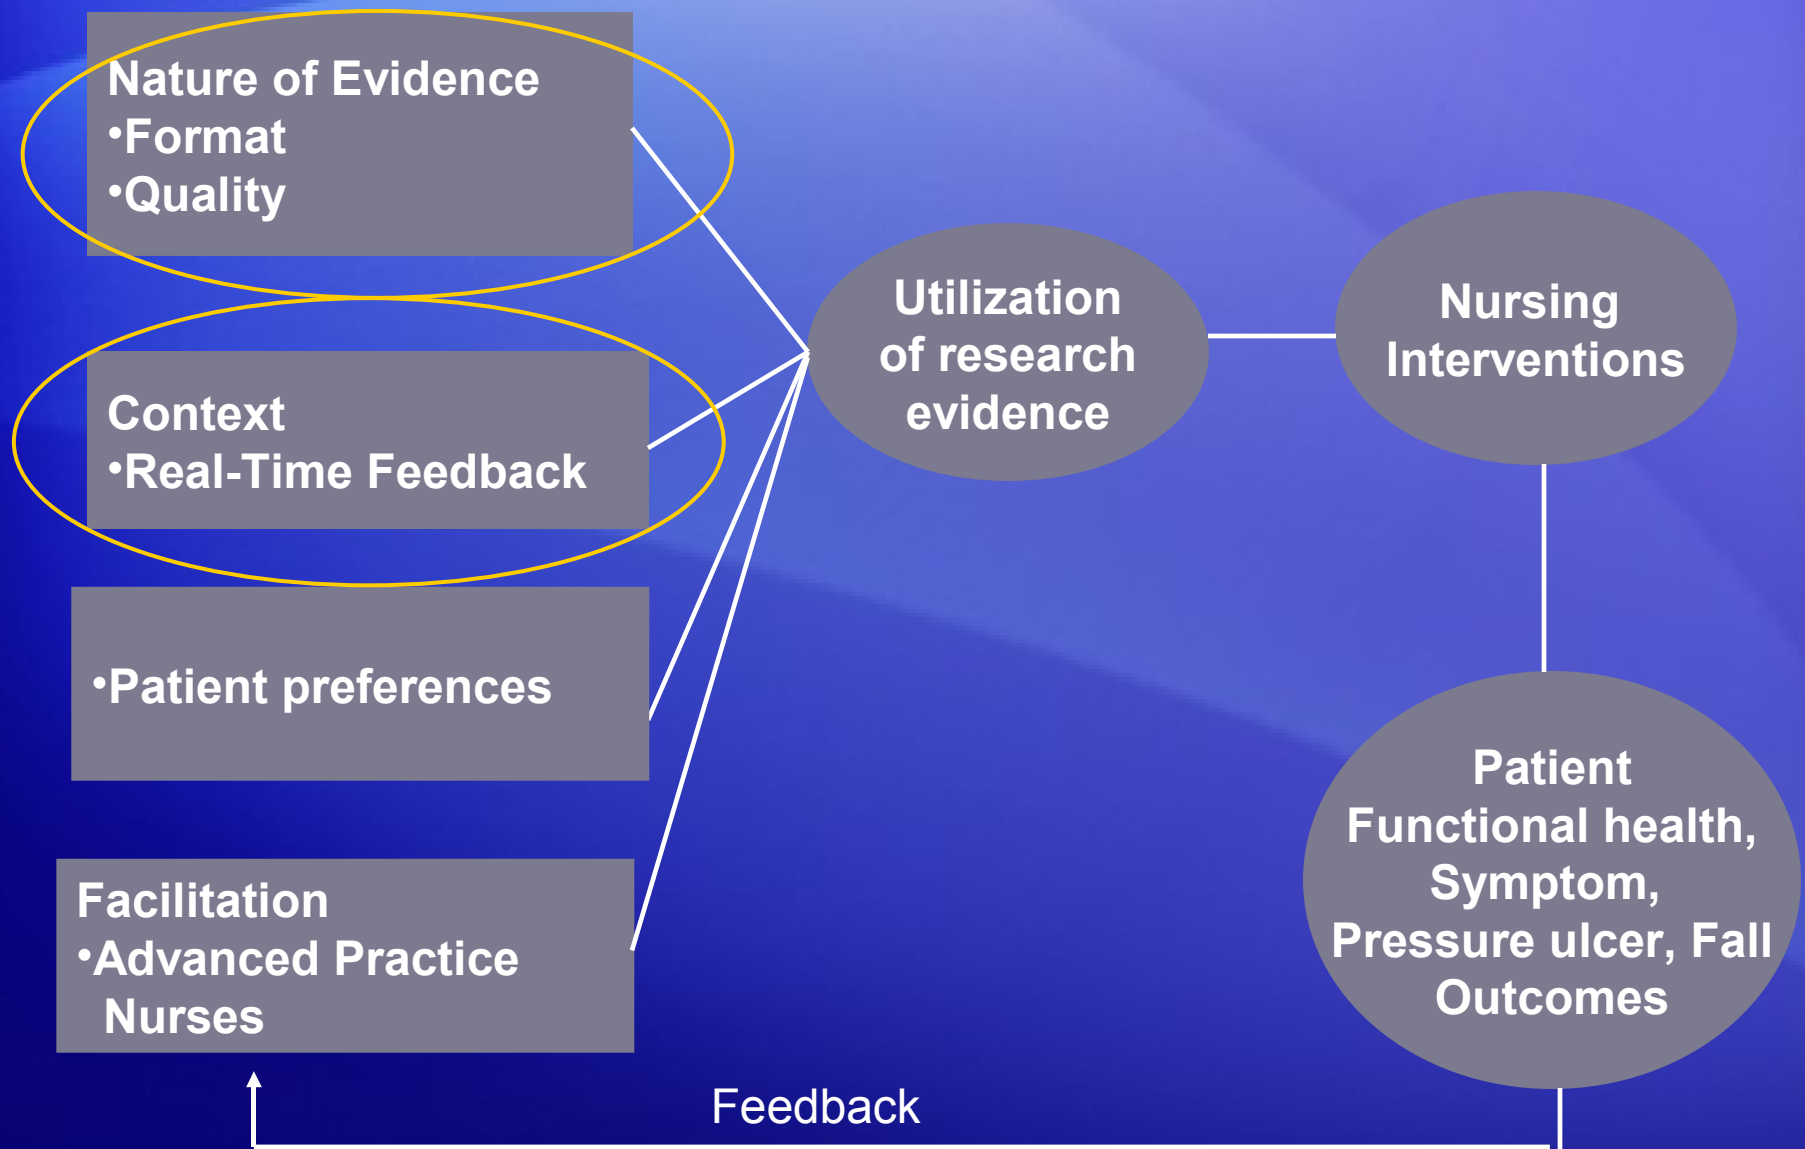 Nature of Evidence
•Format
•Quality
Context
•Real-Time Feedback
•Patient preferences
Facilitation
•Advanced Practice
Nurses
Utilization
of research
evidence
Nursing
Interventions
Patient
Functional health,
Symptom,
Pressure ulcer, Fall
Outcomes
Feedback